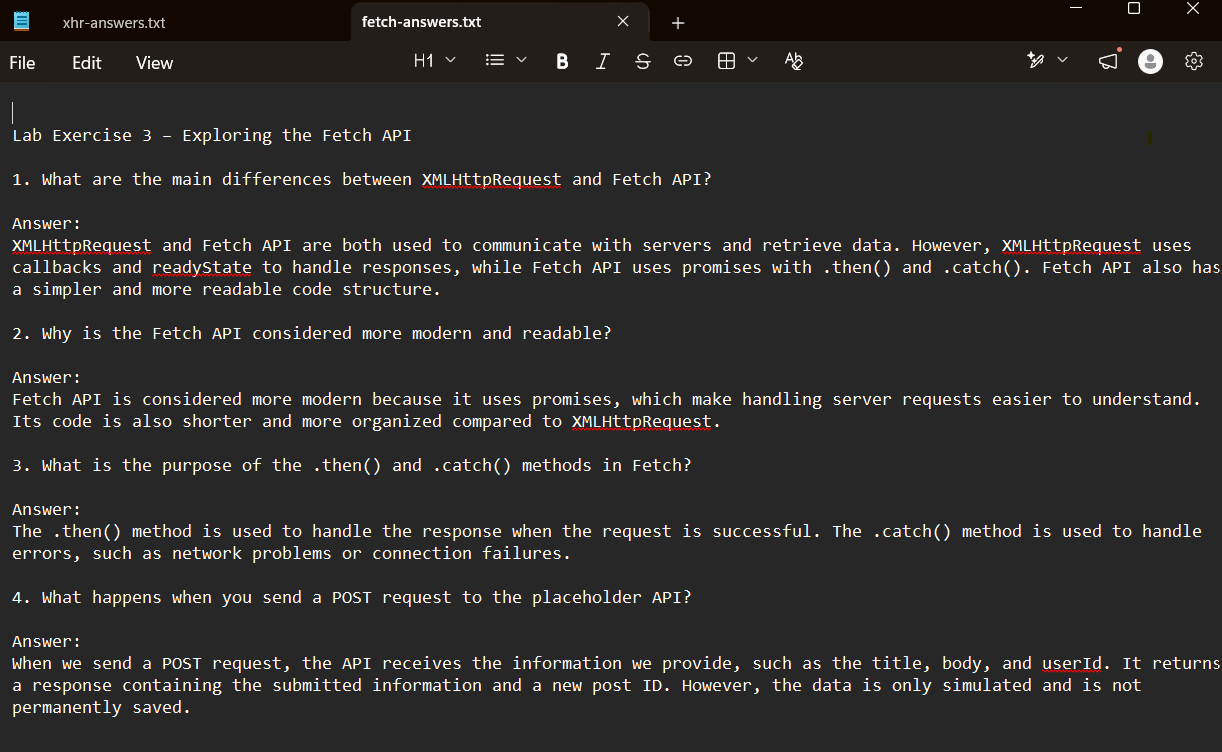 xhr-answers.txt
fetch-answers.txt
File Edit View
H1
B I S
Lab Exercise 3 – Exploring the Fetch API
1. What are the main differences between XMLHttpRequest and Fetch API?
Answer:
XMLHttpRequest and Fetch API are both used to communicate with servers and retrieve data. However, XMLHttpRequest uses
callbacks and readyState to handle responses, while Fetch API uses promises with .then() and .catch(). Fetch API also has
a simpler and more readable code structure.
2. Why is the Fetch API considered more modern and readable?
Answer:
Fetch API is considered more modern because it uses promises, which make handling server requests easier to understand.
Its code is also shorter and more organized compared to XMLHttpRequest.
3. What is the purpose of the .then() and .catch() methods in Fetch?
Answer:
The .then() method is used to handle the response when the request is successful. The .catch() method is used to handle
errors, such as network problems or connection failures.
4. What happens when you send a POST request to the placeholder API?
Answer:
When we send a POST request, the API receives the information we provide, such as the title, body, and userId. It returns
a response containing the submitted information and a new post ID. However, the data is only simulated and is not
permanently saved.